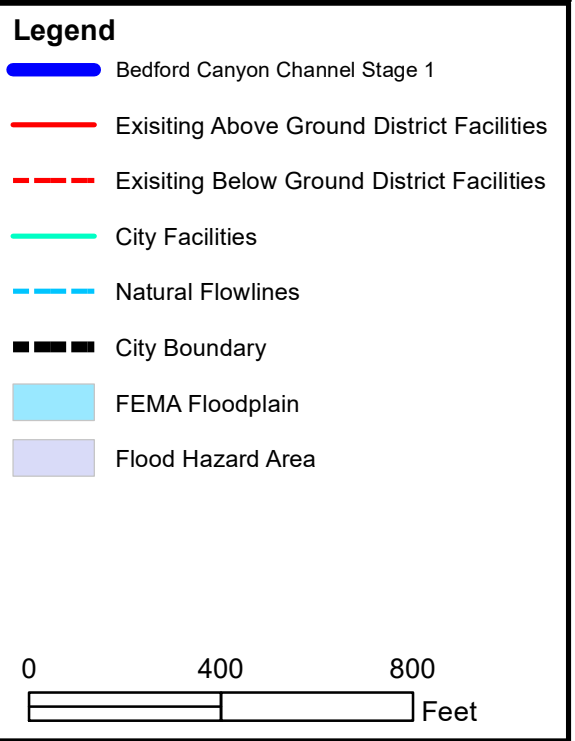 Legend
Bedford Canyon Channel Stage 1
Exisiting Above Ground District Facilities
Exisiting Below Ground District Facilities
City Facilities
Natural Flowlines
City Boundary
FEMA Floodplain
Flood Hazard Area
0 400 800
Feet